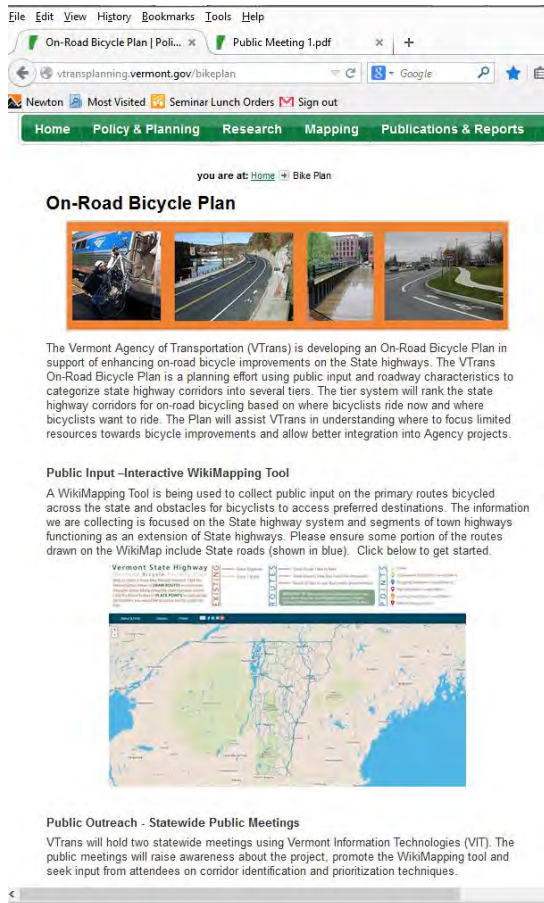 File Edit View History Bookmarks Tools Help
On-Road Bicycle Plan | Poli... × Public Meeting 1.pdf × +
vtransplanning.vermont.gov/bikeplan Google
Newton Most Visited Seminar Lunch Orders Sign out
Home Policy & Planning Research Mapping Publications & Reports
you are at: Home Bike Plan
On-Road Bicycle Plan
The Vermont Agency of Transportation (VTrans) is developing an On-Road Bicycle Plan in
support of enhancing on-road bicycle improvements on the State highways. The VTrans
On-Road Bicycle Plan is a planning effort using public input and roadway characteristics to
categorize state highway corridors into several tiers. The tier system will rank the state
highway corridors for on-road bicycling based on where bicyclists ride now and where
bicyclists want to ride. The Plan will assist VTrans in understanding where to focus limited
resources towards bicycle improvements and allow better integration into Agency projects.
Public Input –Interactive WikiMapping Tool
A WikiMapping Tool is being used to collect public input on the primary routes bicycled
across the state and obstacles for bicyclists to access preferred destinations. The information
we are collecting is focused on the State highway system and segments of town highways
functioning as an extension of State highways. Please ensure some portion of the routes
drawn on the WikiMap include State roads (shown in blue). Click below to get started.
Vermont State Highway
EXISTING
ROUTES
POINTS
Public Outreach - Statewide Public Meetings
VTrans will hold two statewide meetings using Vermont Information Technologies (VIT). The
public meetings will raise awareness about the project, promote the WikiMapping tool and
seek input from attendees on corridor identification and prioritization techniques.